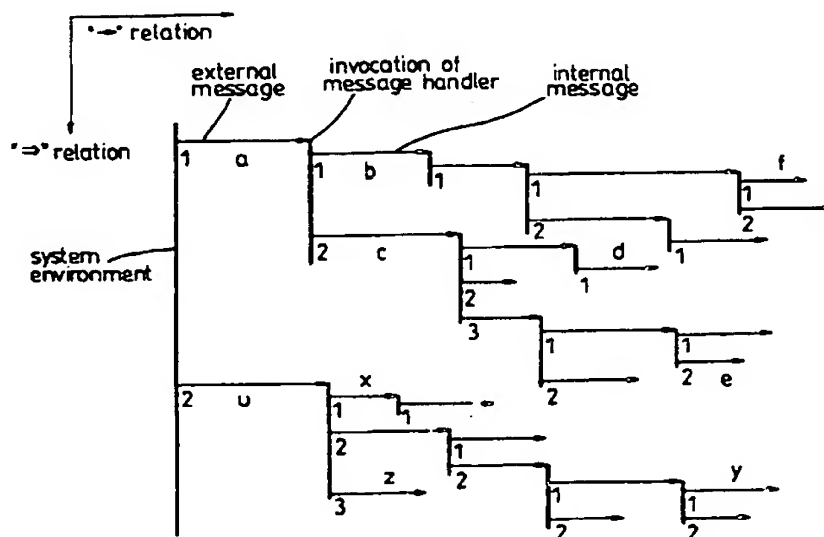 "→" relation
external message
invocation of message handler
internal message
"⇒" relation
1 a
1 b
1
1
f
1
2
2
1
system environment
2 c
1
d
1
2
3
1
1
2 e
2
2 u
x
1
1
2
1
z
3
2
1
y
1
2
2